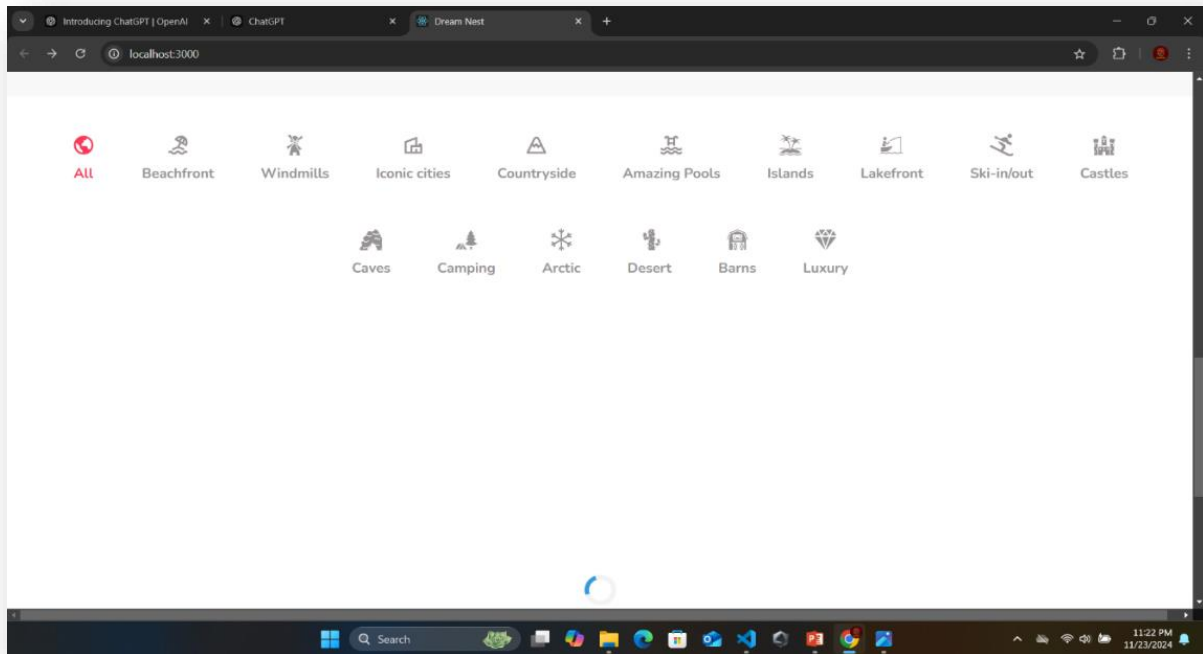 Introducing ChatGPT | OpenAI
ChatGPT
Dream Nest
localhost:3000
All Beachfront Windmills Iconic cities Countryside Amazing Pools Islands Lakefront Ski-in/out Castles
Caves Camping Arctic Desert Barns Luxury
Search
11:22 PM
11/23/2024